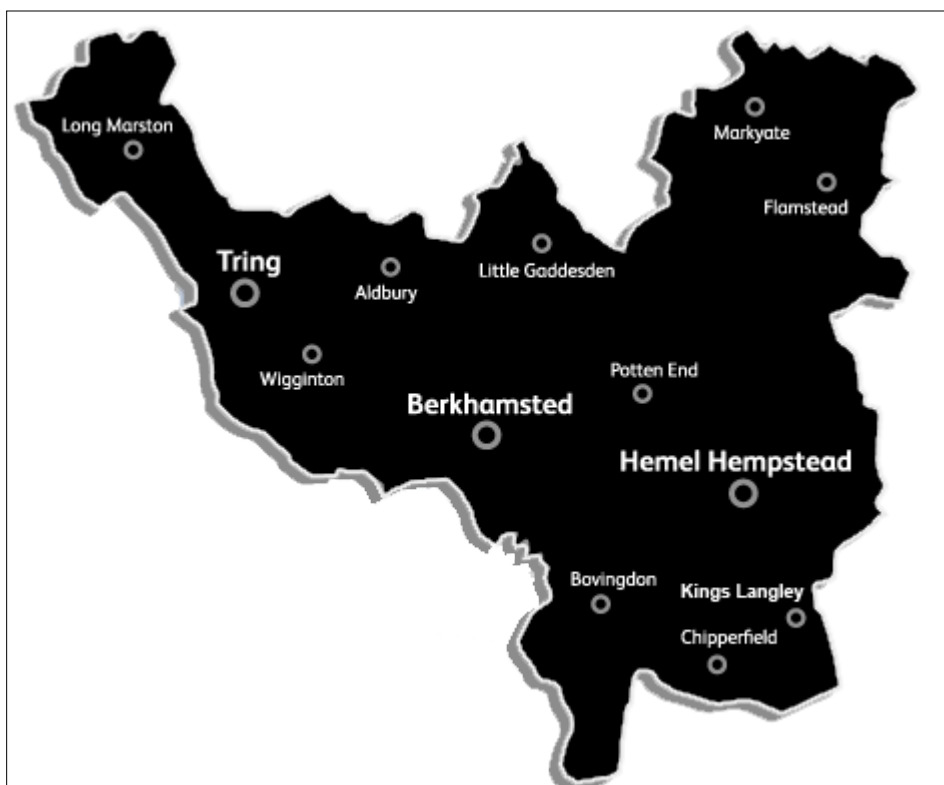 Markyate
Long Marston
Flamstead
Tring
Little Gaddesden
Aldbury
Wigginton
Potten End
Berkhamsted
Hemel Hempstead
Bovingdon
Kings Langley
Chipperfield